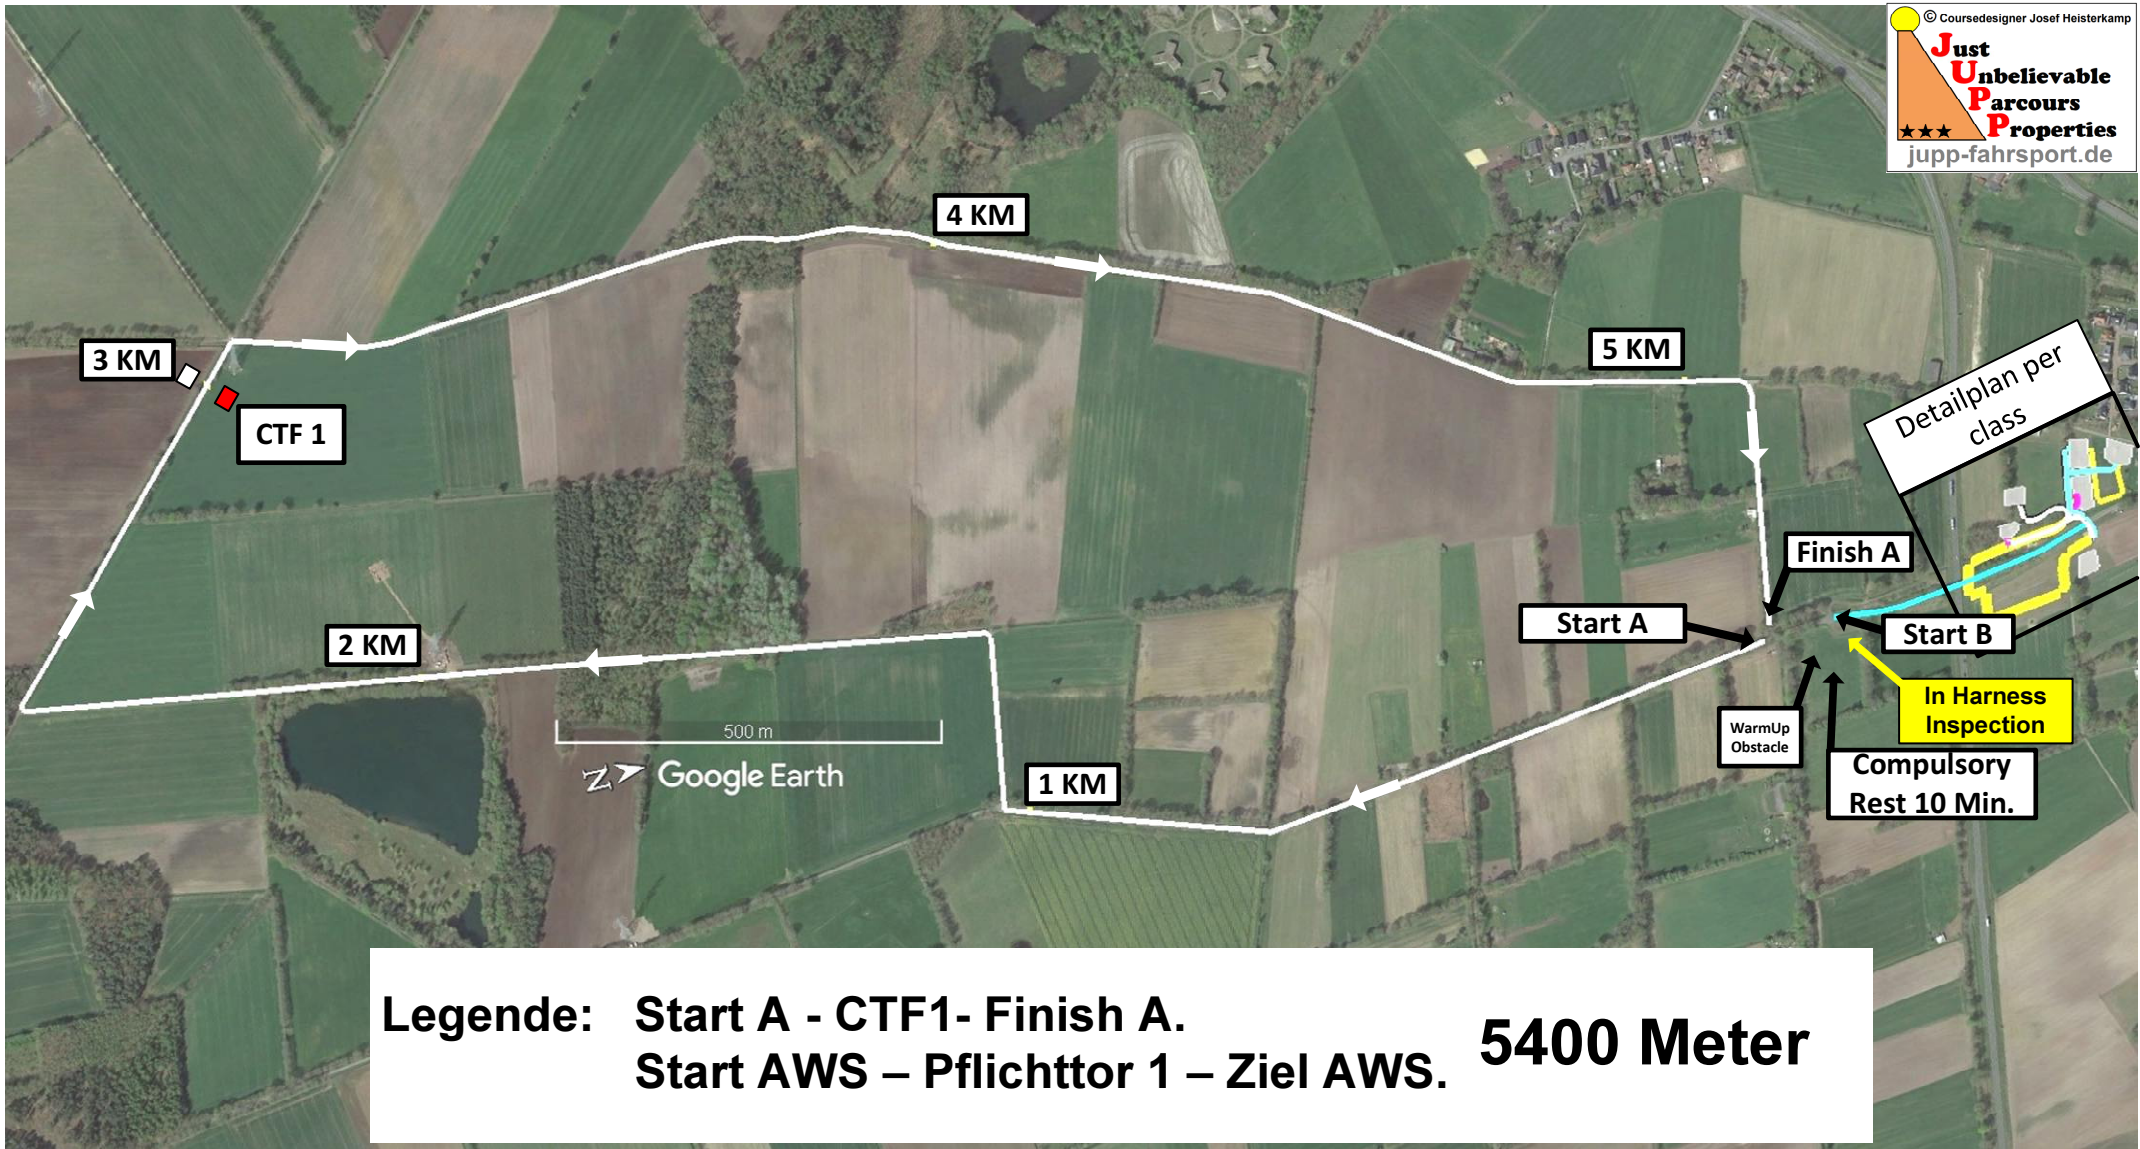 © Coursedesigner Josef Heisterkamp
Just
Unbelievable
Parcours
Properties
jupp-fahrsport.de
4 KM
3 KM
5 KM
Detailplan per
class
CTF 1
Finish A
Start A
Start B
2 KM
In Harness
Inspection
WarmUp
Obstacle
500 m
Compulsory
Rest 10 Min.
1 KM
Z
Google Earth
Legende: Start A - CTF1- Finish A.
Start AWS – Pflichttor 1 – Ziel AWS.
5400 Meter